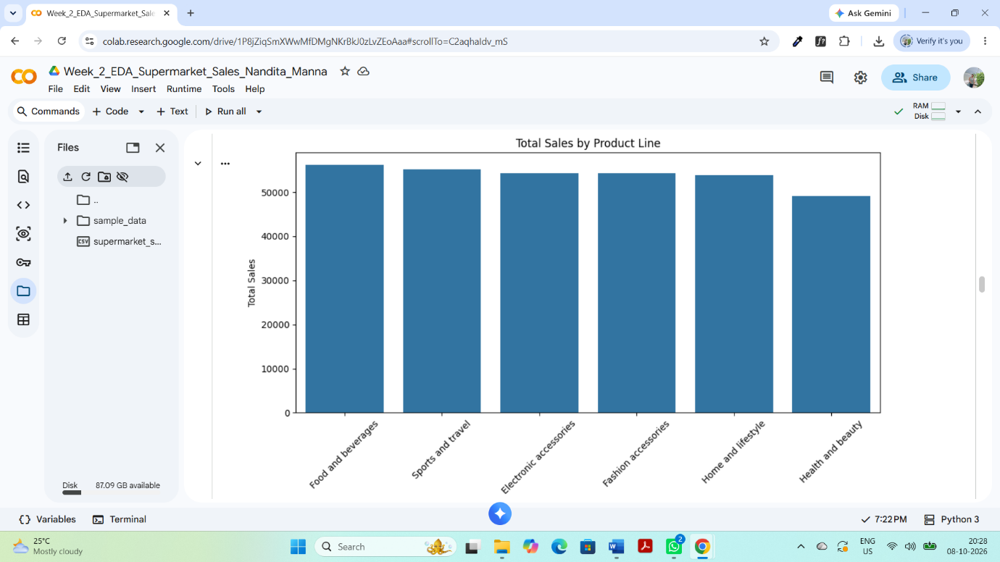 Week_2_EDA_Supermarket_Sale
Ask Gemini
colab.research.google.com/drive/1P8jZiqSmXWwMfDMgNKrBkJ0zLvZEoAaa#scrollTo=C2aqhaIdv_mS
Verify it's you
Week_2_EDA_Supermarket_Sales_Nandita_Manna
File Edit View Insert Runtime Tools Help
Share
Commands + Code + Text Run all
RAM
Disk
Files
..
sample_data
CSV supermarket_s...
Disk 87.09 GB available
Total Sales by Product Line
Total Sales
50000
40000
30000
20000
10000
0
Food and beverages
Sports and travel
Electronic accessories
Fashion accessories
Home and lifestyle
Health and beauty
Variables Terminal
7:22 PM Python 3
25°C
Mostly cloudy
Search
2
ENG
US
20:28
08-10-2026